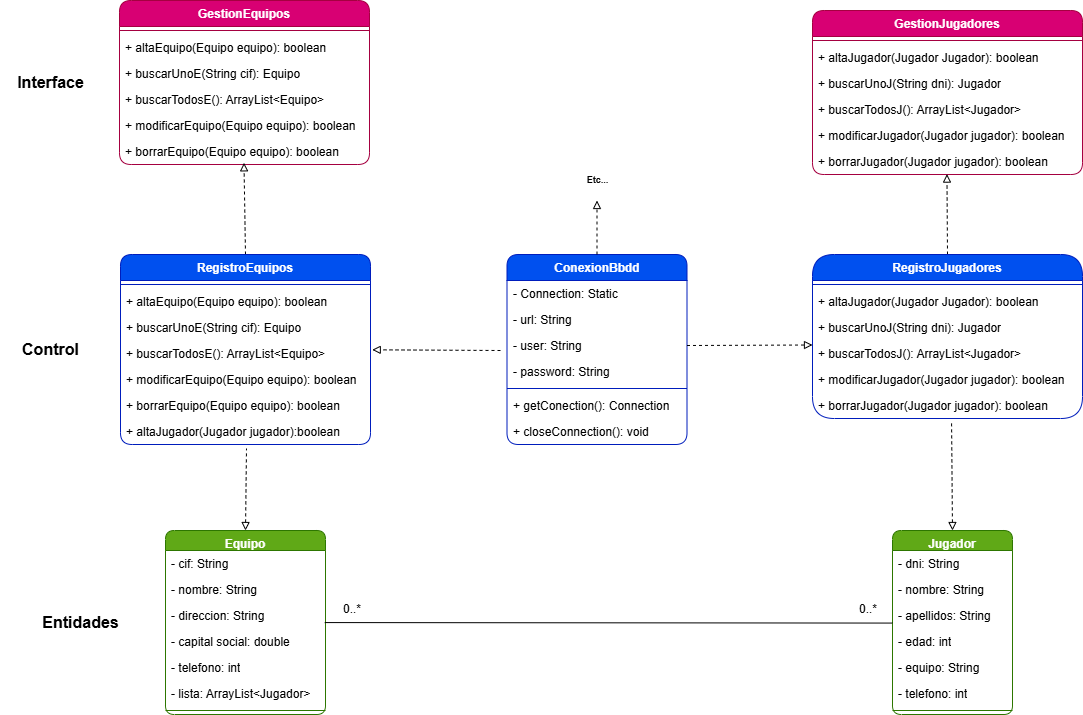 GestionEquipos
+ altaEquipo(Equipo equipo): boolean
+ buscarUnoE(String cif): Equipo
+ buscarTodosE(): ArrayList<Equipo>
+ modificarEquipo(Equipo equipo): boolean
+ borrarEquipo(Equipo equipo): boolean
GestionJugadores
+ altaJugador(Jugador Jugador): boolean
+ buscarUnoJ(String dni): Jugador
+ buscarTodosJ(): ArrayList<Jugador>
+ modificarJugador(Jugador jugador): boolean
+ borrarJugador(Jugador jugador): boolean
Interface
Etc...
RegistroEquipos
+ altaEquipo(Equipo equipo): boolean
+ buscarUnoE(String cif): Equipo
+ buscarTodosE(): ArrayList<Equipo>
+ modificarEquipo(Equipo equipo): boolean
+ borrarEquipo(Equipo equipo): boolean
+ altaJugador(Jugador jugador):boolean
ConexionBbdd
- Connection: Static
- url: String
- user: String
- password: String
+ getConection(): Connection
+ closeConnection(): void
RegistroJugadores
+ altaJugador(Jugador Jugador): boolean
+ buscarUnoJ(String dni): Jugador
+ buscarTodosJ(): ArrayList<Jugador>
+ modificarJugador(Jugador jugador): boolean
+ borrarJugador(Jugador jugador): boolean
Control
Equipo
- cif: String
- nombre: String
- direccion: String
- capital social: double
- telefono: int
- lista: ArrayList<Jugador>
0..*
0..*
Jugador
- dni: String
- nombre: String
- apellidos: String
- edad: int
- equipo: String
- telefono: int
Entidades